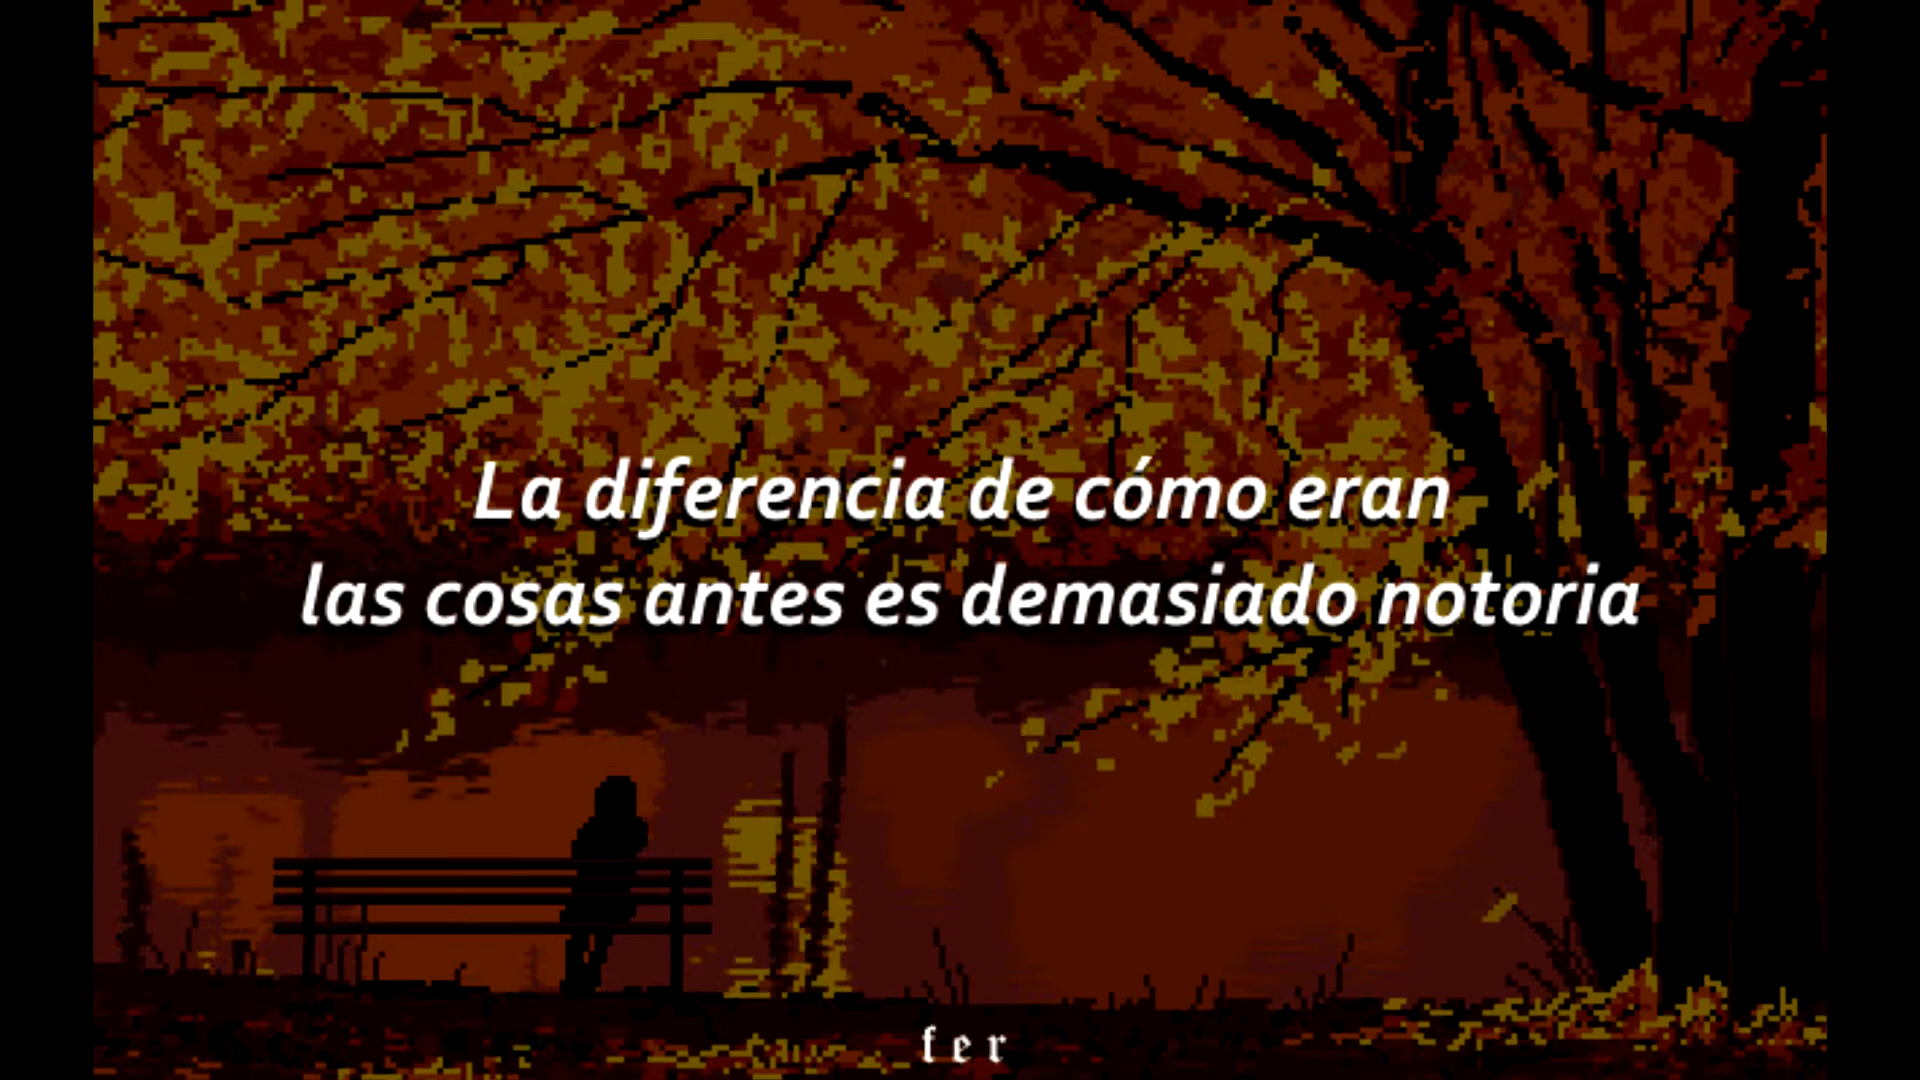 La diferencia de cómo eran
las cosas antes es demasiado notoria
fer